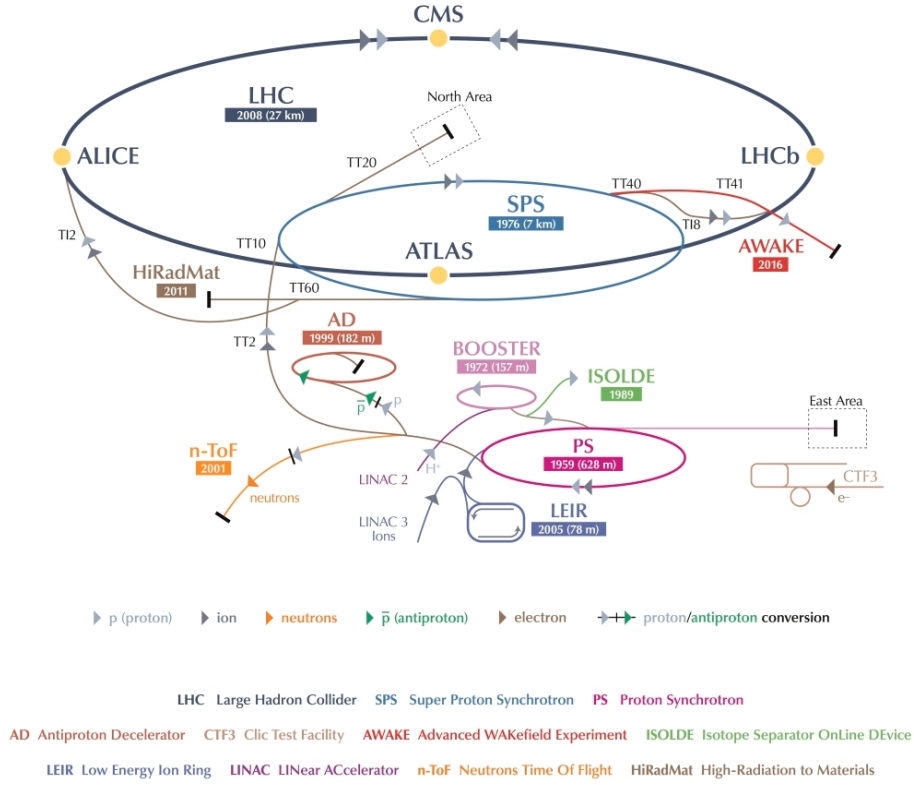 CMS
LHC
2008 (27 km)
North Area
ALICE
LHCb
TT20
TT40
TT41
SPS
1976 (7 km)
TI8
TI2
TT10
ATLAS
AWAKE
2016
HiRadMat
2011
TT60
AD
1999 (182 m)
TT2
BOOSTER
1972 (157 m)
ISOLDE
1989
p̅
p
East Area
n-ToF
2001
PS
1959 (628 m)
LINAC 2
H⁺
neutrons
CTF3
e–
LEIR
2005 (78 m)
LINAC 3
Ions
p (proton) ion neutrons p̅ (antiproton) electron proton/antiproton conversion
LHC Large Hadron Collider SPS Super Proton Synchrotron PS Proton Synchrotron
AD Antiproton Decelerator CTF3 Clic Test Facility AWAKE Advanced WAKefield Experiment ISOLDE Isotope Separator OnLine DEvice
LEIR Low Energy Ion Ring LINAC LINear ACcelerator n-ToF Neutrons Time Of Flight HiRadMat High-Radiation to Materials